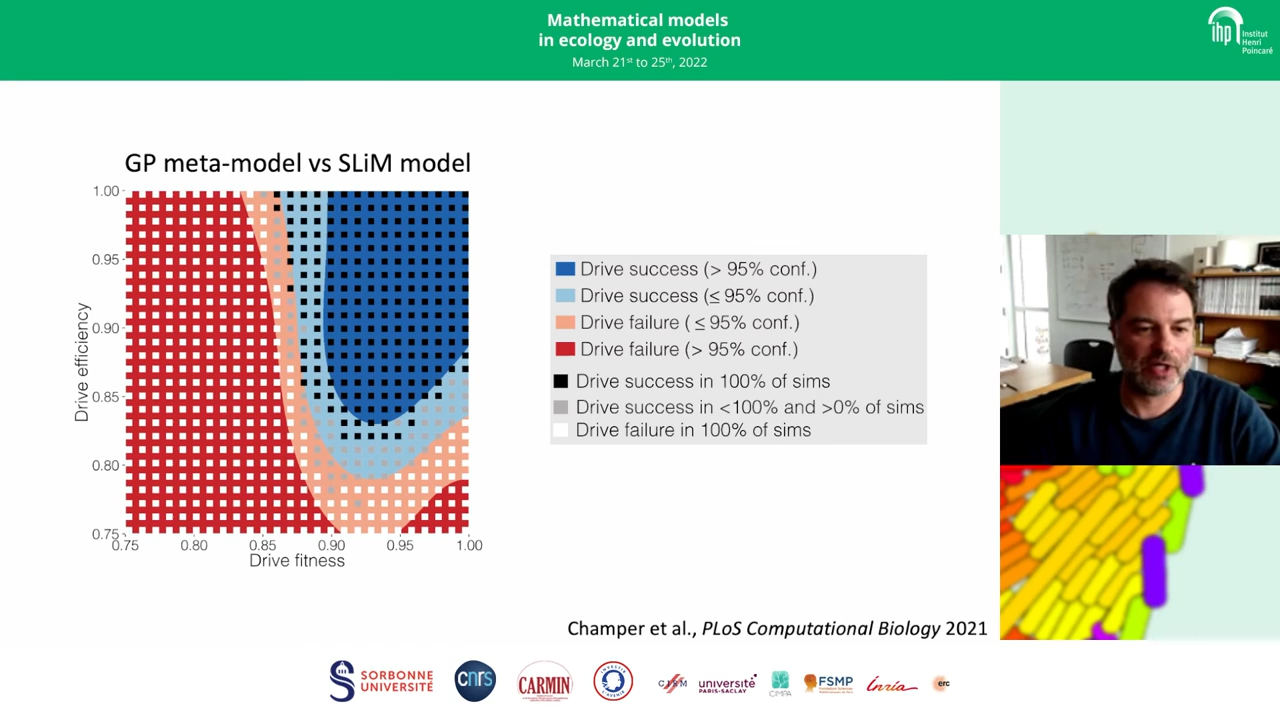 Mathematical models
in ecology and evolution
March 21st to 25th, 2022
ihp Institut
Henri
Poincaré
GP meta-model vs SLiM model
1.00
0.95
0.90
0.85
0.80
0.75
Drive efficiency
0.75 0.80 0.85 0.90 0.95 1.00
Drive fitness
Drive success (> 95% conf.)
Drive success (≤ 95% conf.)
Drive failure ( ≤ 95% conf.)
Drive failure (> 95% conf.)
Drive success in 100% of sims
Drive success in <100% and >0% of sims
Drive failure in 100% of sims
Champer et al., PLoS Computational Biology 2021
SORBONNE
UNIVERSITÉ
cnrs
CARMIN
université
PARIS-SACLAY
CIMPA
FSMP
Inria
erc